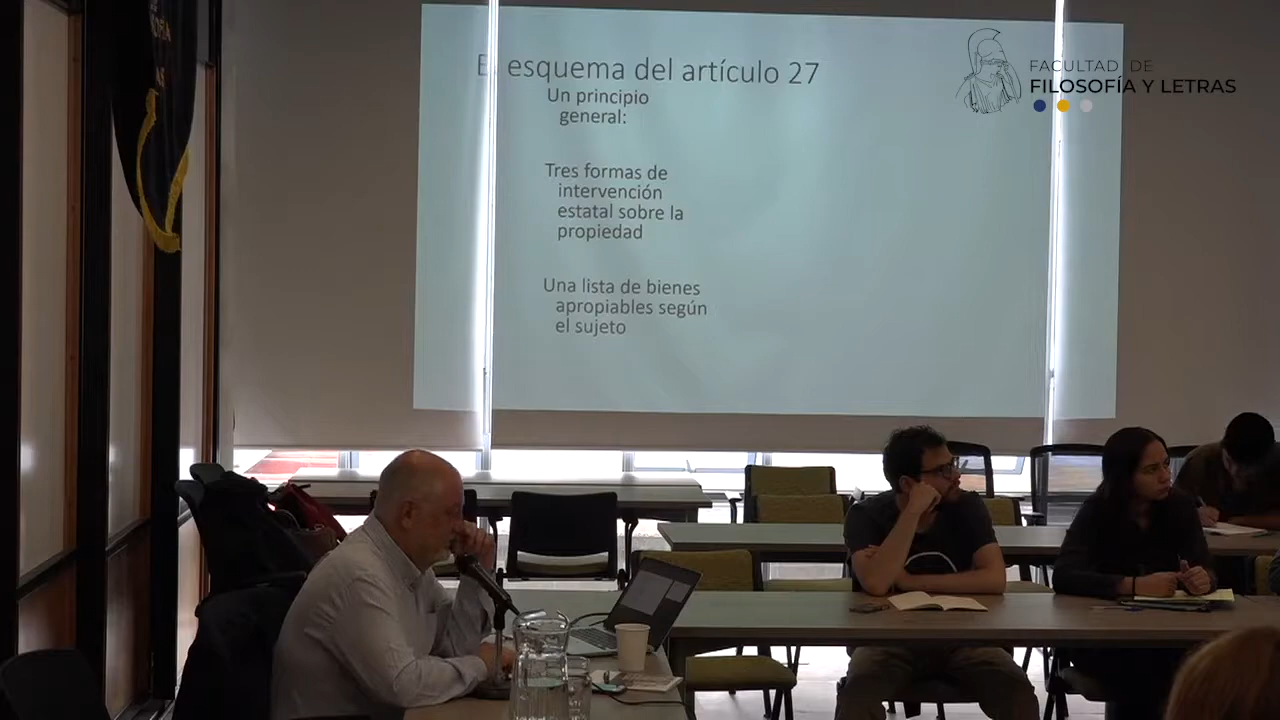 El esquema del artículo 27
Un principio
general:
Tres formas de
intervención
estatal sobre la
propiedad
Una lista de bienes
apropiables según
el sujeto
FACULTAD DE
FILOSOFÍA Y LETRAS